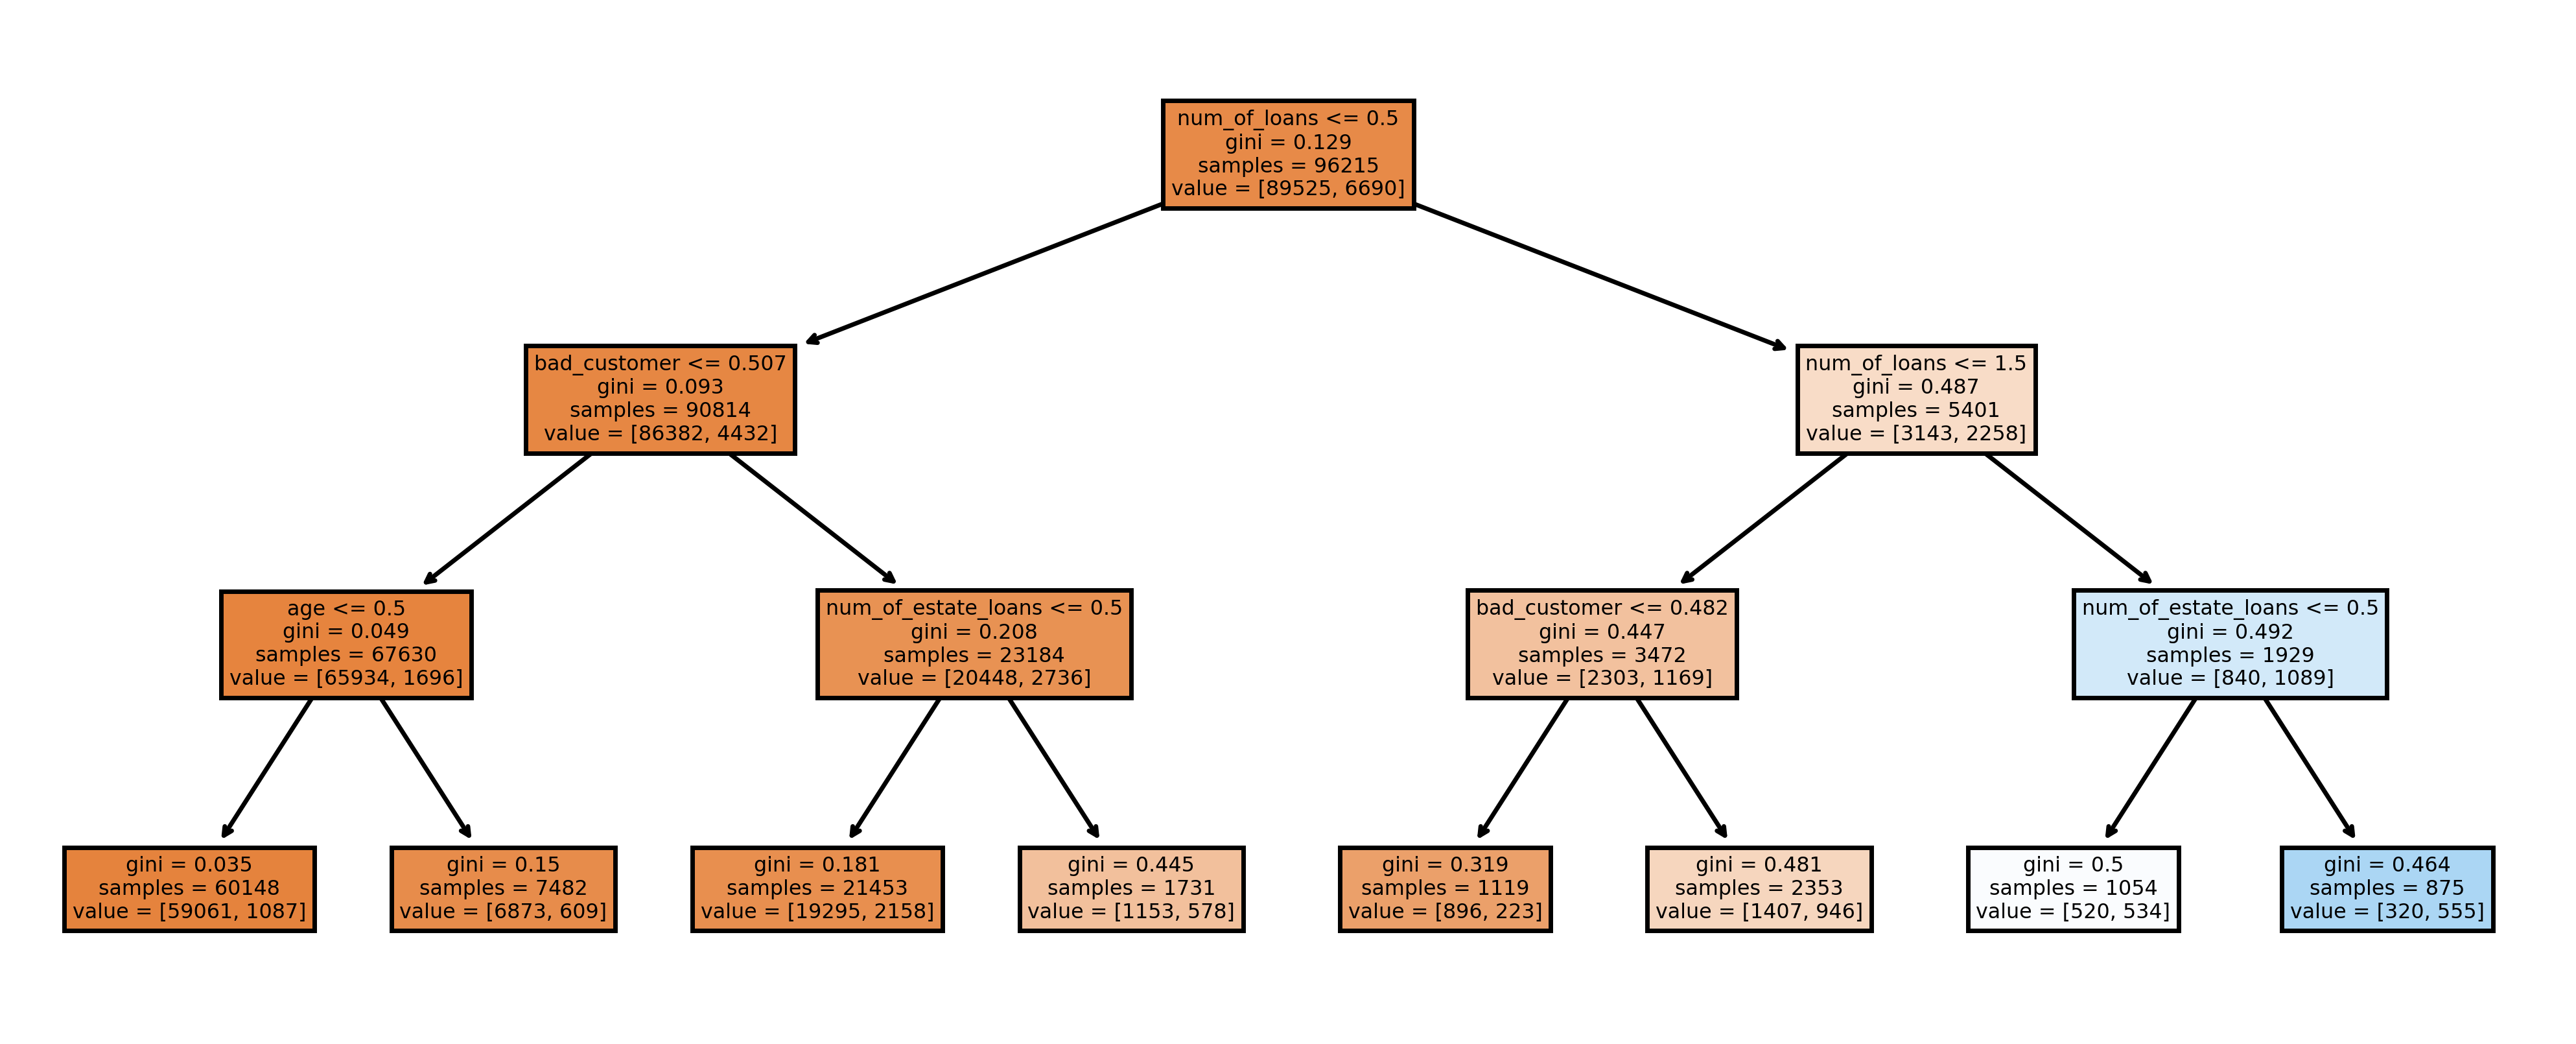 num_of_loans <= 0.5
gini = 0.129
samples = 96215
value = [89525, 6690]
bad_customer <= 0.507
gini = 0.093
samples = 90814
value = [86382, 4432]
num_of_loans <= 1.5
gini = 0.487
samples = 5401
value = [3143, 2258]
age <= 0.5
gini = 0.049
samples = 67630
value = [65934, 1696]
num_of_estate_loans <= 0.5
gini = 0.208
samples = 23184
value = [20448, 2736]
bad_customer <= 0.482
gini = 0.447
samples = 3472
value = [2303, 1169]
num_of_estate_loans <= 0.5
gini = 0.492
samples = 1929
value = [840, 1089]
gini = 0.035
samples = 60148
value = [59061, 1087]
gini = 0.15
samples = 7482
value = [6873, 609]
gini = 0.181
samples = 21453
value = [19295, 2158]
gini = 0.445
samples = 1731
value = [1153, 578]
gini = 0.319
samples = 1119
value = [896, 223]
gini = 0.481
samples = 2353
value = [1407, 946]
gini = 0.5
samples = 1054
value = [520, 534]
gini = 0.464
samples = 875
value = [320, 555]